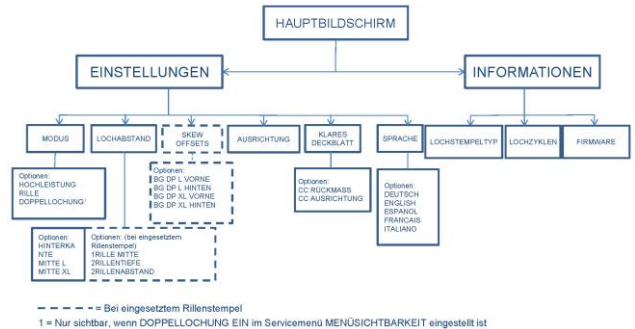 HAUPTBILDSCHIRM
EINSTELLUNGEN
INFORMATIONEN
MODUS
LOCHABSTAND
SKEW
OFFSETS
AUSRICHTUNG
KLARES
DECKBLATT
SPRACHE
LOCHSTEMPELTYP
LOCHZYKLEN
FIRMWARE
Optionen:
HOCHLEISTUNG
RILLE
DOPPELLOCHUNG¹
Optionen:
BG DP L VORNE
BG DP L HINTEN
BG DP XL VORNE
BG DP XL HINTEN
Optionen:
CC RÜCKMASS
CC AUSRICHTUNG
Optionen:
DEUTSCH
ENGLISH
ESPANOL
FRANCAIS
ITALIANO
Optionen:
HINTERKA
NTE
MITTE L
MITTE XL
Optionen: (bei eingesetztem
Rillenstempel)
1RILLE MITTE
2RILLENTIEFE
2RILLENABSTAND
= Bei eingesetztem Rillenstempel
1 = Nur sichtbar, wenn DOPPELLOCHUNG EIN im Servicemenü MENÜSICHTBARKEIT eingestellt ist